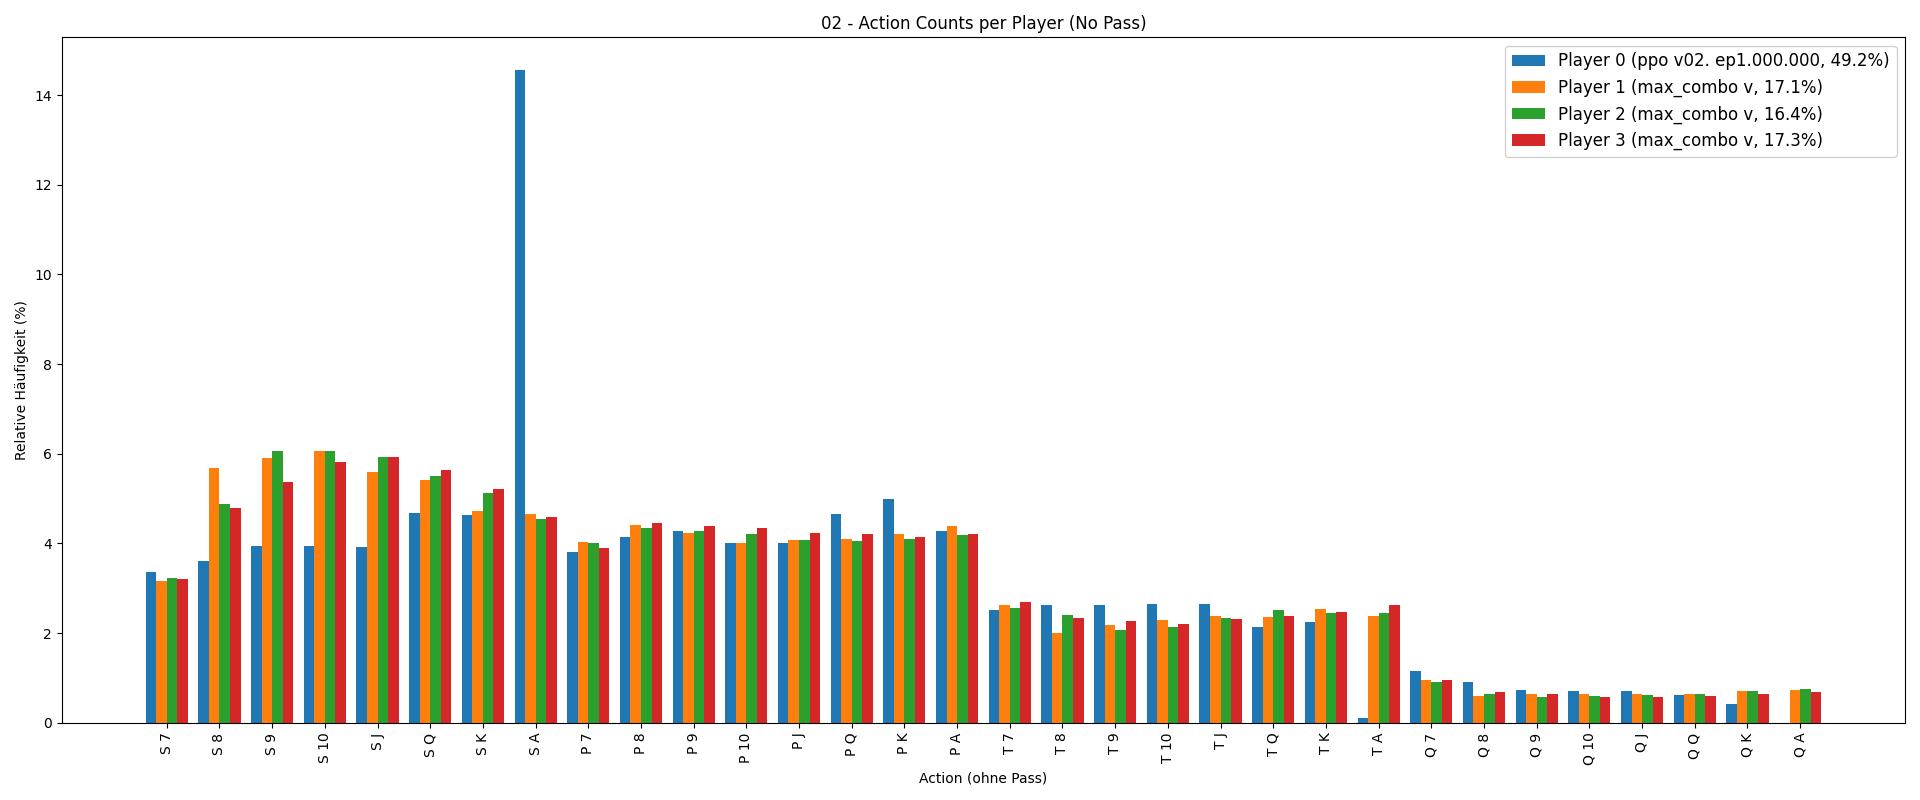 02 - Action Counts per Player (No Pass)
Player 0 (ppo v02. ep1.000.000, 49.2%)
Player 1 (max_combo v, 17.1%)
Player 2 (max_combo v, 16.4%)
Player 3 (max_combo v, 17.3%)
Relative Häufigkeit (%)
14
12
10
8
6
4
2
0
S 7
S 8
S 9
S 10
S J
S Q
S K
S A
P 7
P 8
P 9
P 10
P J
P Q
P K
P A
T 7
T 8
T 9
T 10
T J
T Q
T K
T A
Q 7
Q 8
Q 9
Q 10
Q J
Q Q
Q K
Q A
Action (ohne Pass)